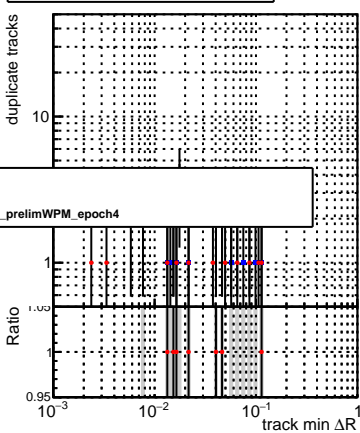 duplicate tracks
10
_prelimWPM_epoch4
1
1.05
Ratio
1
0.95
10−3 10−2 10−1 1
track min ΔR